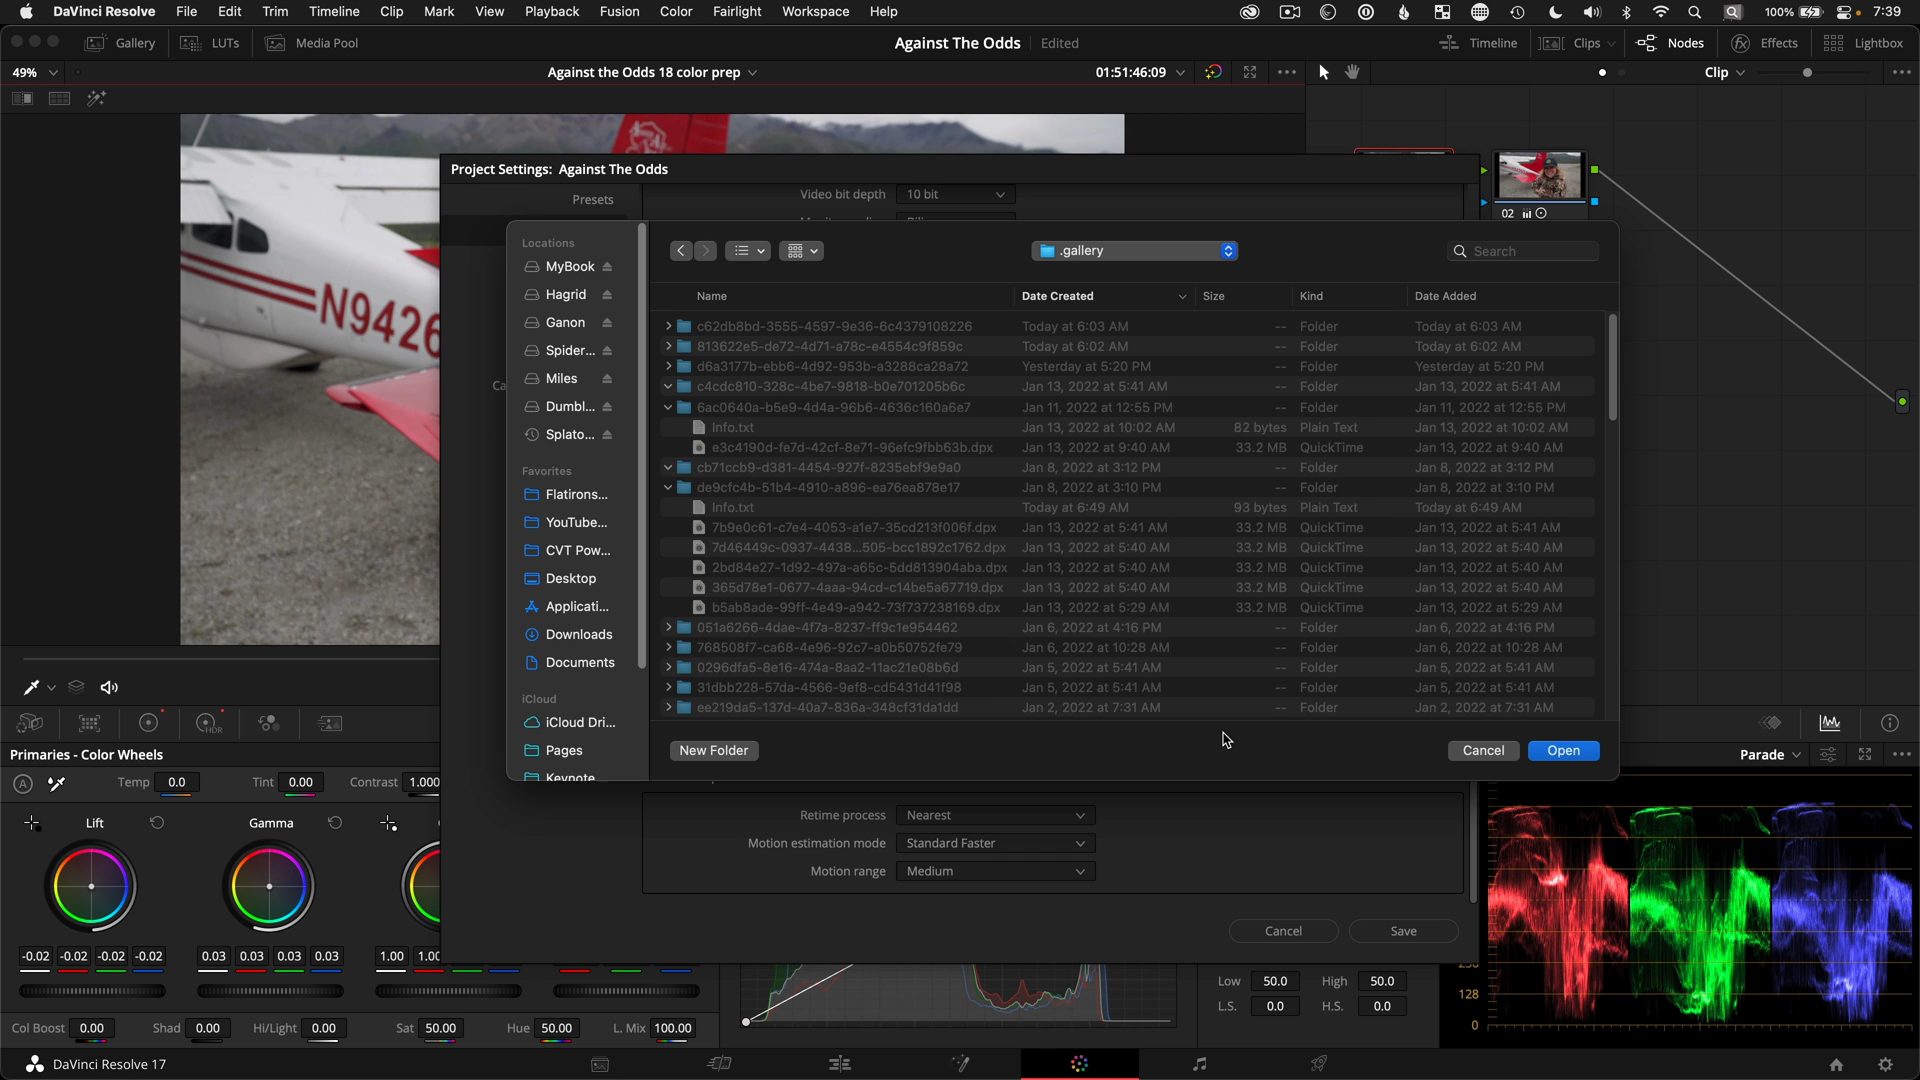 DaVinci Resolve File Edit Trim Timeline Clip Mark View Playback Fusion Color Fairlight Workspace Help 100% 7:39
Gallery LUTs Media Pool Against The Odds Edited Timeline Clips Nodes Effects Lightbox
49% Against the Odds 18 color prep 01:51:46:09 Clip
N9426
Project Settings: Against The Odds
Presets
Video bit depth 10 bit
02
Ca
Locations
MyBook
Hagrid
Ganon
Spider...
Miles
Dumbl...
Splato...
Favorites
Flatirons...
YouTube...
CVT Pow...
Desktop
Applicati...
Downloads
Documents
iCloud
iCloud Dri...
Pages
Keynote
.gallery
Search
Name Date Created Size Kind Date Added
c62db8bd-3555-4597-9e36-6c4379108226 Today at 6:03 AM -- Folder Today at 6:03 AM
813622e5-de72-4d71-a78c-e4554c9f859c Today at 6:02 AM -- Folder Today at 6:02 AM
d6a3177b-ebb6-4d92-953b-a3288ca28a72 Yesterday at 5:20 PM -- Folder Yesterday at 5:20 PM
c4cdc810-328c-4be7-9818-b0e701205b6c Jan 13, 2022 at 5:41 AM -- Folder Jan 13, 2022 at 5:41 AM
6ac0640a-b5e9-4d4a-96b6-4636c160a6e7 Jan 11, 2022 at 12:55 PM -- Folder Jan 11, 2022 at 12:55 PM
Info.txt Jan 13, 2022 at 10:02 AM 82 bytes Plain Text Jan 13, 2022 at 10:02 AM
e3c4190d-fe7d-42cf-8e71-96efc9fbb63b.dpx Jan 13, 2022 at 9:40 AM 33.2 MB QuickTime Jan 13, 2022 at 9:40 AM
cb71ccb9-d381-4454-927f-8235ebf9e9a0 Jan 8, 2022 at 3:12 PM -- Folder Jan 8, 2022 at 3:12 PM
de9cfc4b-51b4-4910-a896-ea76ea878e17 Jan 8, 2022 at 3:10 PM -- Folder Jan 8, 2022 at 3:10 PM
Info.txt Today at 6:49 AM 93 bytes Plain Text Today at 6:49 AM
7b9e0c61-c7e4-4053-a1e7-35cd213f006f.dpx Jan 13, 2022 at 5:41 AM 33.2 MB QuickTime Jan 13, 2022 at 5:41 AM
7d46449c-0937-4438...505-bcc1892c1762.dpx Jan 13, 2022 at 5:40 AM 33.2 MB QuickTime Jan 13, 2022 at 5:40 AM
2bd84e27-1d92-497a-a65c-5dd813904aba.dpx Jan 13, 2022 at 5:40 AM 33.2 MB QuickTime Jan 13, 2022 at 5:40 AM
365d78e1-0677-4aaa-94cd-c14be5a67719.dpx Jan 13, 2022 at 5:40 AM 33.2 MB QuickTime Jan 13, 2022 at 5:40 AM
b5ab8ade-99ff-4e49-a942-73f737238169.dpx Jan 13, 2022 at 5:29 AM 33.2 MB QuickTime Jan 13, 2022 at 5:29 AM
051a6266-4dae-4f7a-8237-ff9c1e954462 Jan 6, 2022 at 4:16 PM -- Folder Jan 6, 2022 at 4:16 PM
768508f7-ca68-4e96-92c7-a0b50752fe79 Jan 6, 2022 at 10:28 AM -- Folder Jan 6, 2022 at 10:28 AM
0296dfa5-8e16-474a-8aa2-11ac21e08b6d Jan 5, 2022 at 5:41 AM -- Folder Jan 5, 2022 at 5:41 AM
31dbb228-57da-4566-9ef8-cd5431d41f98 Jan 5, 2022 at 5:41 AM -- Folder Jan 5, 2022 at 5:41 AM
ee219da5-137d-40a7-836a-348cf31da1dd Jan 2, 2022 at 7:31 AM -- Folder Jan 2, 2022 at 7:31 AM
New Folder Cancel Open
Retime process Nearest
Motion estimation mode Standard Faster
Motion range Medium
Cancel Save
HDR
Primaries - Color Wheels Parade
Temp 0.0 Tint 0.00 Contrast 1.000
Lift Gamma
-0.02 -0.02 -0.02 -0.02 0.03 0.03 0.03 0.03 1.00 1.00
Low 50.0 High 50.0
128
L.S. 0.0 H.S. 0.0
0
Col Boost 0.00 Shad 0.00 Hi/Light 0.00 Sat 50.00 Hue 50.00 L. Mix 100.00
DaVinci Resolve 17